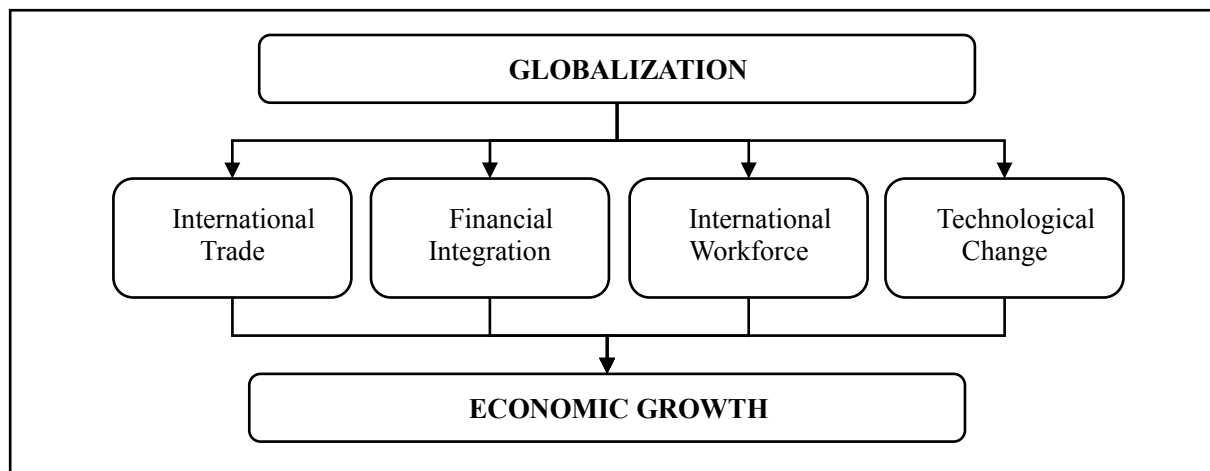 GLOBALIZATION
International
Trade
Financial
Integration
International
Workforce
Technological
Change
ECONOMIC GROWTH